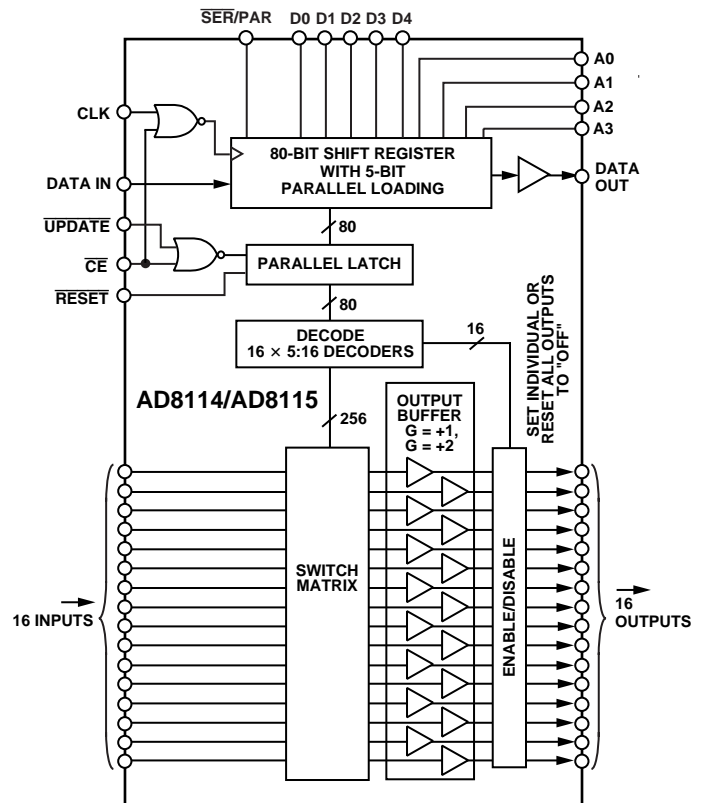 SER/PAR D0 D1 D2 D3 D4
A0
A1
A2
A3
CLK
80-BIT SHIFT REGISTER
WITH 5-BIT
PARALLEL LOADING
DATA IN
DATA
OUT
UPDATE
80
CE
PARALLEL LATCH
RESET
80
DECODE
16 × 5:16 DECODERS
16
SET INDIVIDUAL OR
RESET ALL OUTPUTS
TO "OFF"
AD8114/AD8115
256
OUTPUT
BUFFER
G = +1,
G = +2
SWITCH
MATRIX
ENABLE/DISABLE
16 INPUTS
16
OUTPUTS